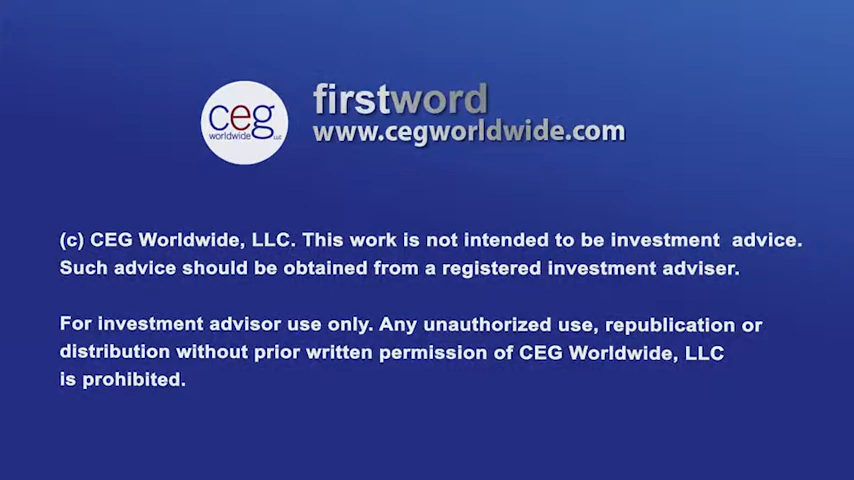 ceg
worldwide LLC
firstword
www.cegworldwide.com
(c) CEG Worldwide, LLC. This work is not intended to be investment advice.
Such advice should be obtained from a registered investment adviser.
For investment advisor use only. Any unauthorized use, republication or
distribution without prior written permission of CEG Worldwide, LLC
is prohibited.